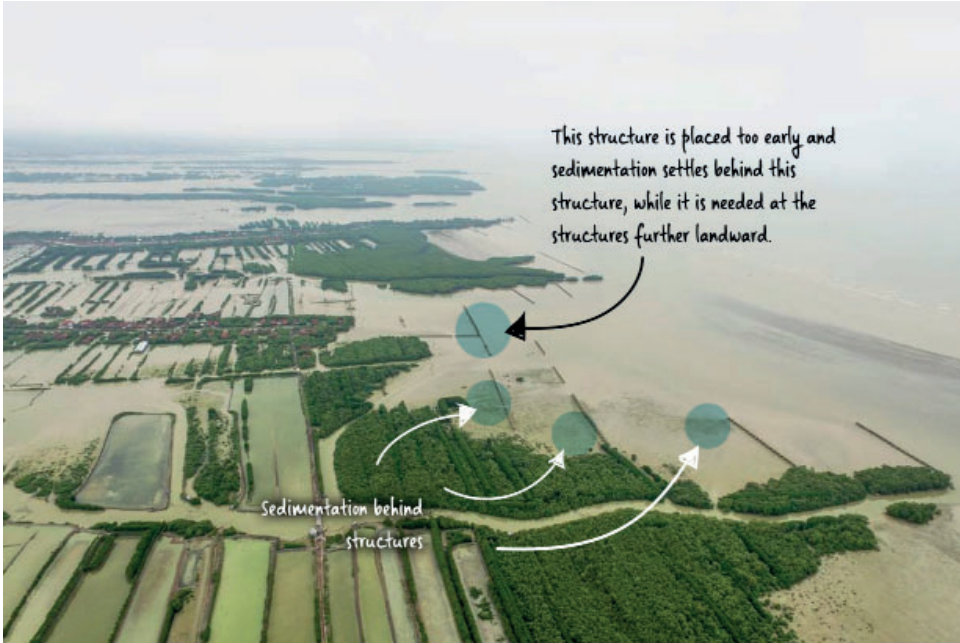 This structure is placed too early and
sedimentation settles behind this
structure, while it is needed at the
structures further landward.
Sedimentation behind
structures